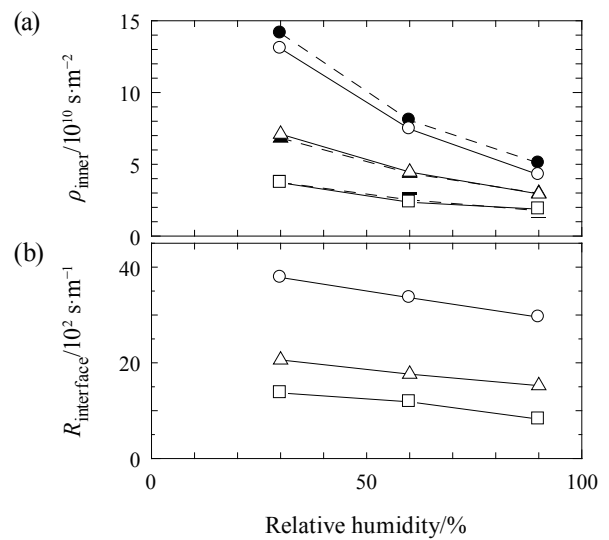 (a)
15
10
5
0
ρinner/10¹⁰ s·m⁻²
(b)
40
20
0
Rinterface/10² s·m⁻¹
0 50 100
Relative humidity/%